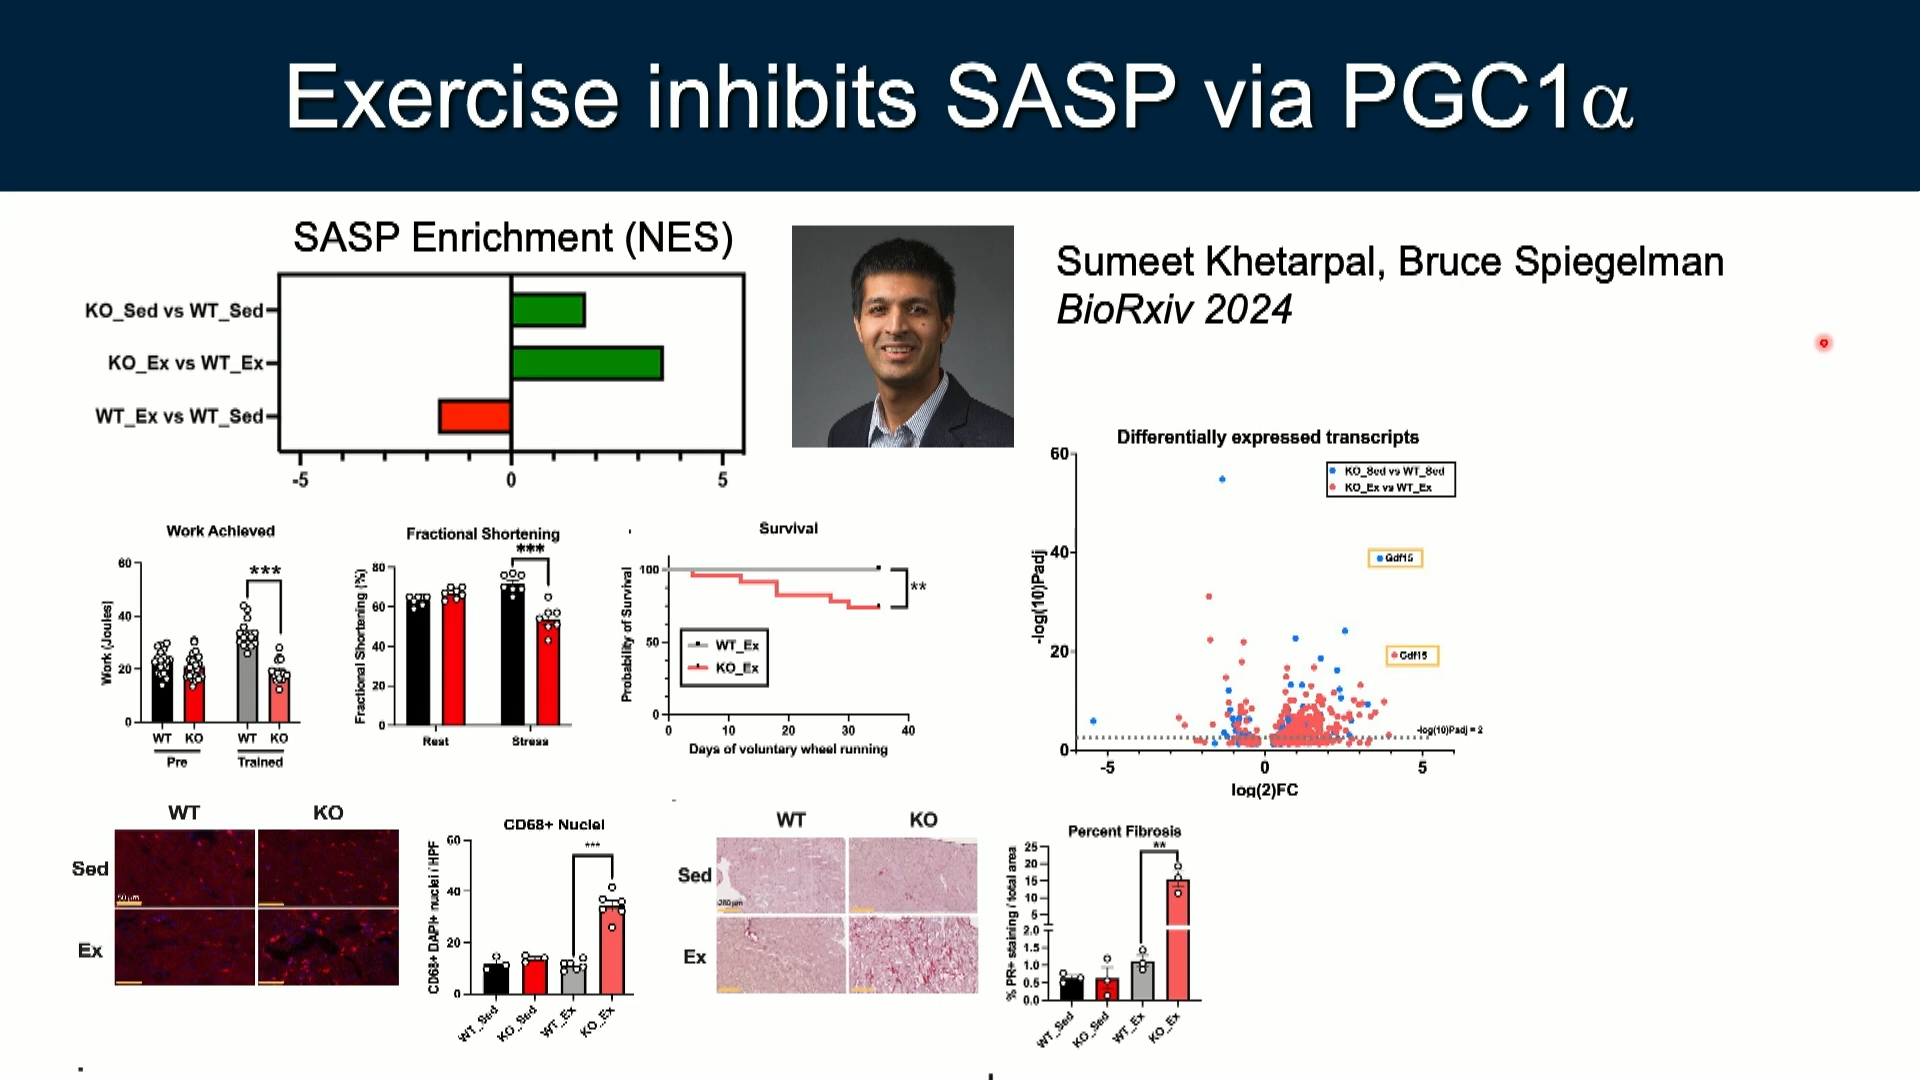 Exercise inhibits SASP via PGC1α
SASP Enrichment (NES)
KO_Sed vs WT_Sed
KO_Ex vs WT_Ex
WT_Ex vs WT_Sed
-5 0 5
Sumeet Khetarpal, Bruce Spiegelman
BioRxiv 2024
Work Achieved
***
Work (Joules)
60
40
20
0
WT KO WT KO
Pre Trained
Fractional Shortening
***
Fractional Shortening (%)
80
60
40
20
0
Rest Stress
Survival
Probability of Survival
100
50
0
**
WT_Ex
KO_Ex
0 10 20 30 40
Days of voluntary wheel running
Differentially expressed transcripts
KO_Sed vs WT_Sed
KO_Ex vs WT_Ex
-log(10)Padj
60
40
20
0
Gdf15
Gdf15
-log(10)Padj = 2
-5 0 5
log(2)FC
WT KO
Sed
Ex
50 µm
CD68+ Nuclei
***
CD68+ DAPI+ nuclei / HPF
60
40
20
0
WT_Sed KO_Sed WT_Ex KO_Ex
WT KO
Sed
Ex
Percent Fibrosis
**
% PR+ staining / total area
25
20
15
10
5
2.0
1.5
1.0
0.5
0.0
WT_Sed KO_Sed WT_Ex KO_Ex